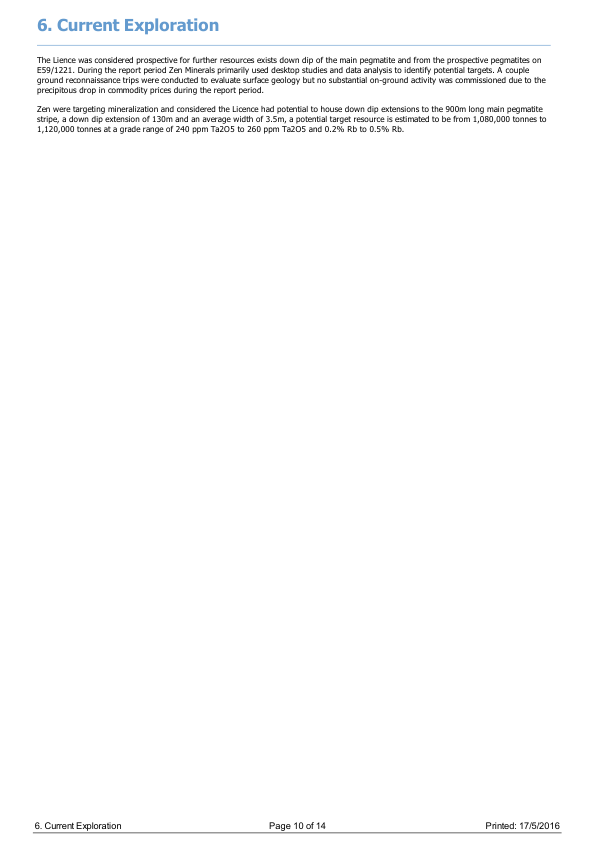 6. Current Exploration
The Lience was considered prospective for further resources exists down dip of the main pegmatite and from the prospective pegmatites on
E59/1221. During the report period Zen Minerals primarily used desktop studies and data analysis to identify potential targets. A couple
ground reconnaissance trips were conducted to evaluate surface geology but no substantial on-ground activity was commissioned due to the
precipitous drop in commodity prices during the report period.
Zen were targeting mineralization and considered the Licence had potential to house down dip extensions to the 900m long main pegmatite
stripe, a down dip extension of 130m and an average width of 3.5m, a potential target resource is estimated to be from 1,080,000 tonnes to
1,120,000 tonnes at a grade range of 240 ppm Ta2O5 to 260 ppm Ta2O5 and 0.2% Rb to 0.5% Rb.
6. Current Exploration Page 10 of 14 Printed: 17/5/2016